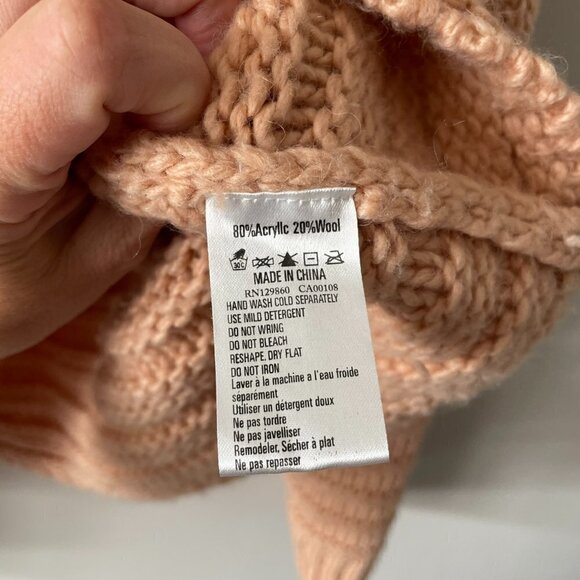 80%Acryllc 20%Wool
30°C
MADE IN CHINA
RN129860 CA00108
HAND WASH COLD SEPARATELY
USE MILD DETERGENT
DO NOT WRING
DO NOT BLEACH
RESHAPE, DRY FLAT
DO NOT IRON
Laver à la machine a l'eau froide
séparément
Utiliser un détergent doux
Ne pas tordre
Ne pas javelliser
Remodeler, Sécher à plat
Ne pas repasser